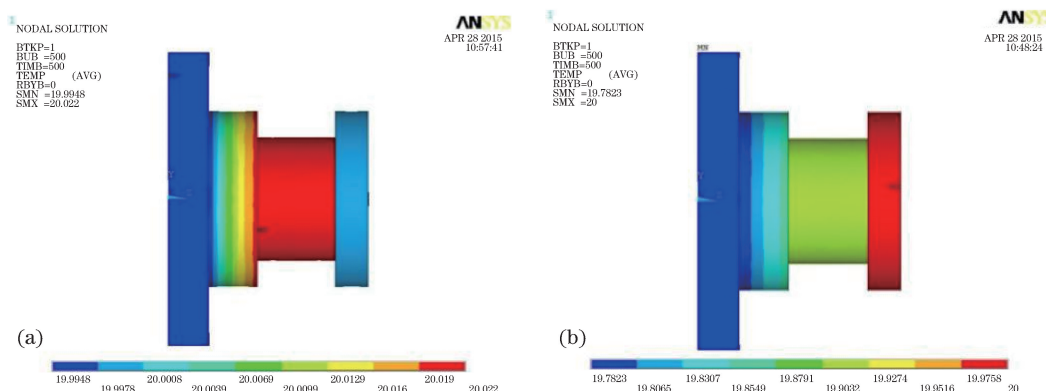 ANSYS
NODAL SOLUTION
APR 28 2015
10:57:41
BTKP=1
BUB =500
TIMB=500
TEMP (AVG)
RBYB=0
SMN =19.9948
SMX =20.022
Y
(a)
19.9948 20.0008 20.0069 20.0129 20.019
19.9978 20.0039 20.0099 20.016 20.022
ANSYS
NODAL SOLUTION
APR 28 2015
10:48:24
BTKP=1
BUB =500
TIMB=500
TEMP (AVG)
RBYB=0
SMN =19.7823
SMX =20
MN
Y
(b)
19.7823 19.8307 19.8791 19.9274 19.9758
19.8065 19.8549 19.9032 19.9516 20